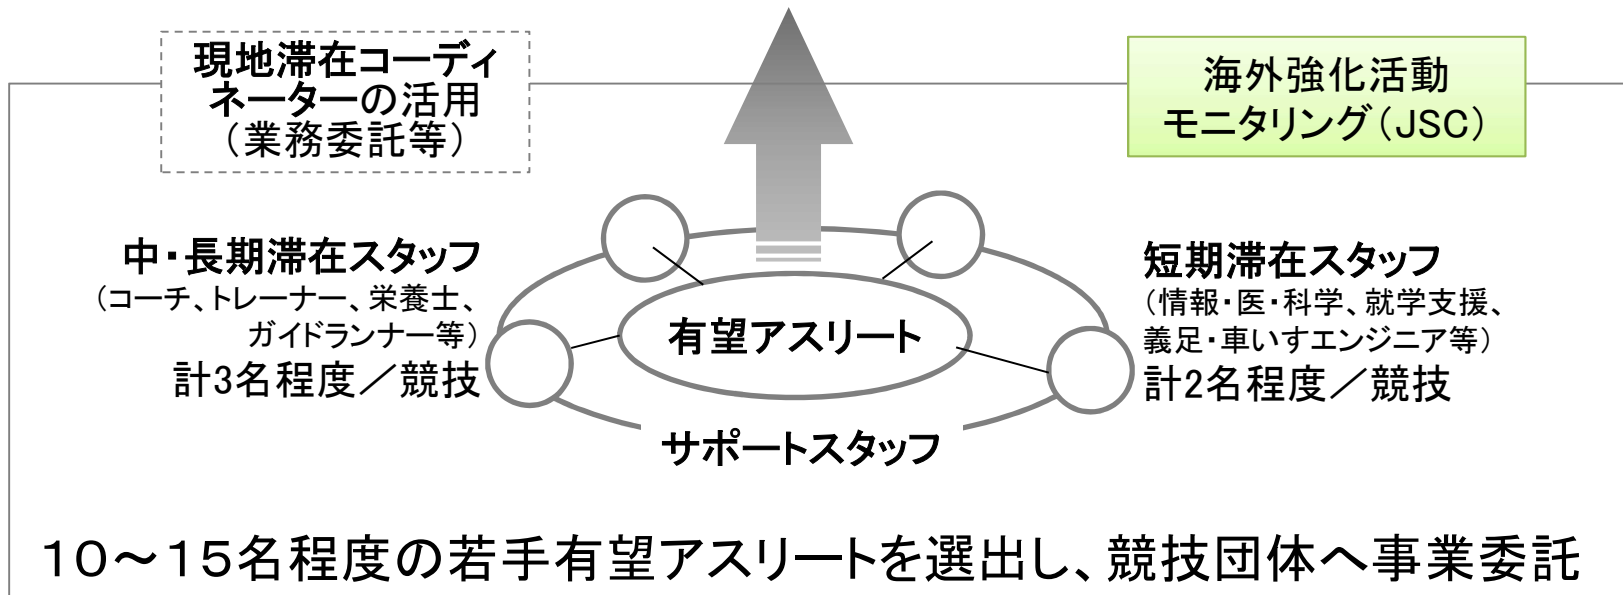 現地滞在コーディ
ネーターの活用
（業務委託等）
海外強化活動
モニタリング（JSC）
中・長期滞在スタッフ
（コーチ、トレーナー、栄養士、
ガイドランナー等）
計3名程度／競技
有望アスリート
短期滞在スタッフ
（情報・医・科学、就学支援、
義足・車いすエンジニア等）
計2名程度／競技
サポートスタッフ
１０～１５名程度の若手有望アスリートを選出し、競技団体へ事業委託